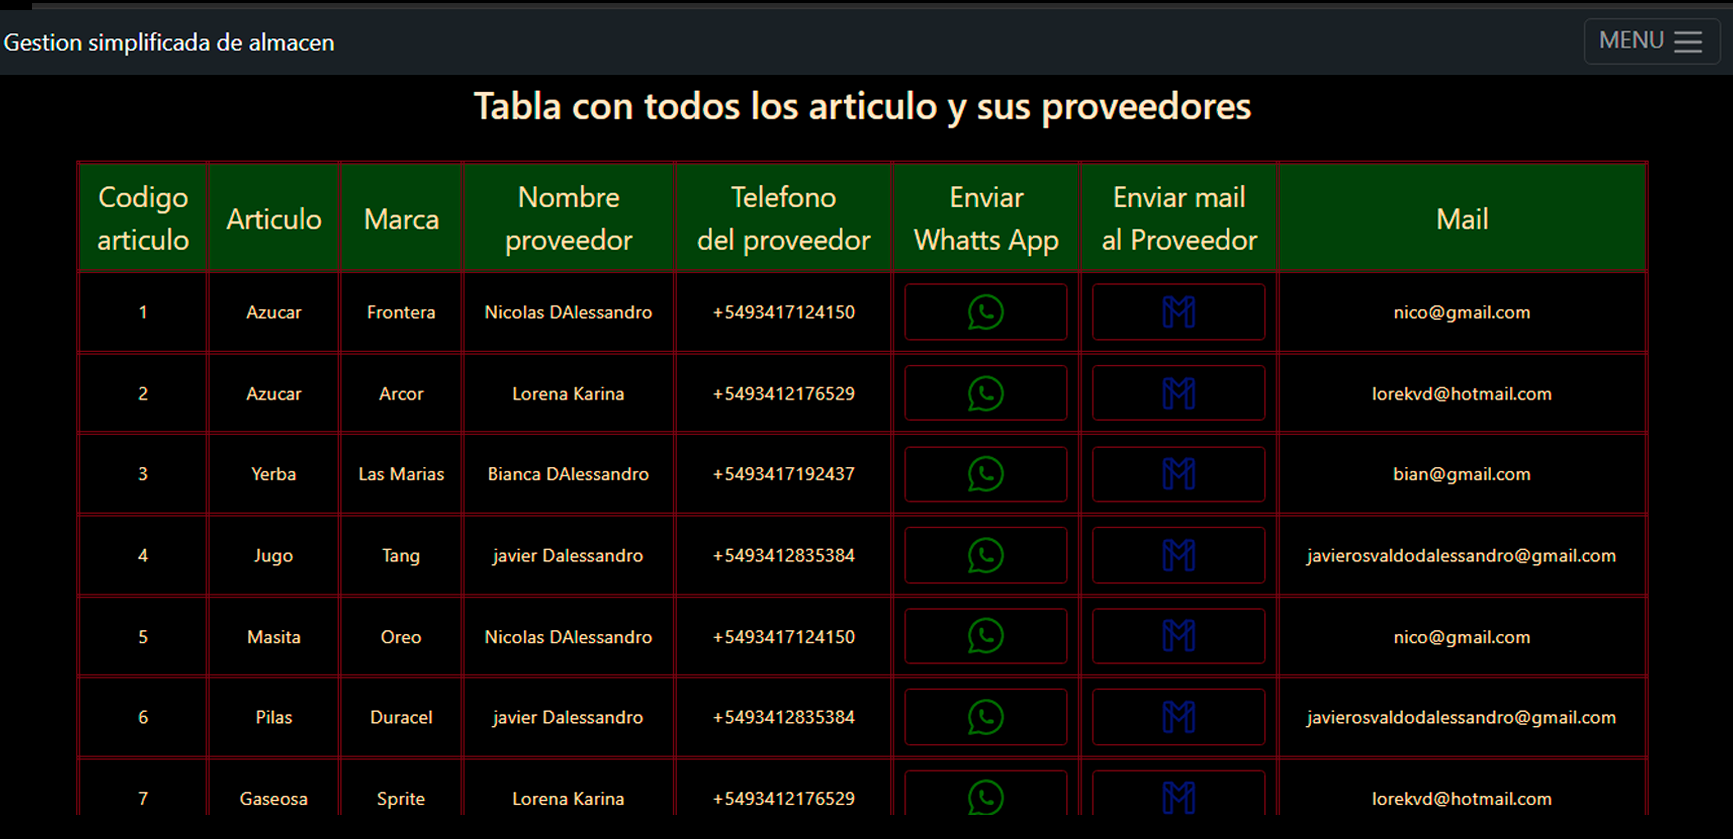 Gestion simplificada de almacen
MENU
Tabla con todos los articulo y sus proveedores
Codigo articulo Articulo Marca Nombre proveedor Telefono del proveedor Enviar Whatts App Enviar mail al Proveedor Mail
1 Azucar Frontera Nicolas DAlessandro +5493417124150 nico@gmail.com
2 Azucar Arcor Lorena Karina +5493412176529 lorekvd@hotmail.com
3 Yerba Las Marias Bianca DAlessandro +5493417192437 bian@gmail.com
4 Jugo Tang javier Dalessandro +5493412835384 javierosvaldodalessandro@gmail.com
5 Masita Oreo Nicolas DAlessandro +5493417124150 nico@gmail.com
6 Pilas Duracel javier Dalessandro +5493412835384 javierosvaldodalessandro@gmail.com
7 Gaseosa Sprite Lorena Karina +5493412176529 lorekvd@hotmail.com